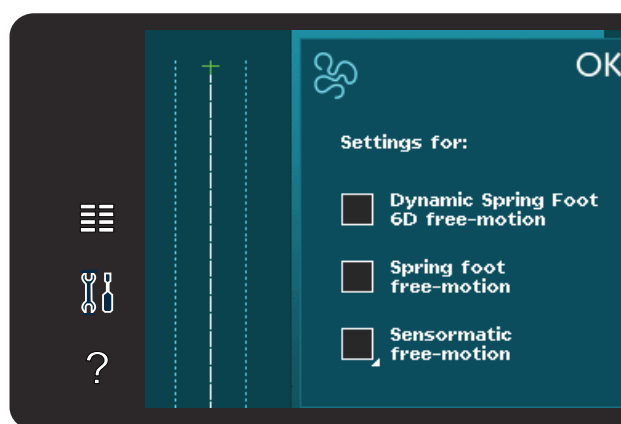 OK
Settings for:
Dynamic Spring Foot
6D free-motion
Spring foot
free-motion
Sensormatic
free-motion
?